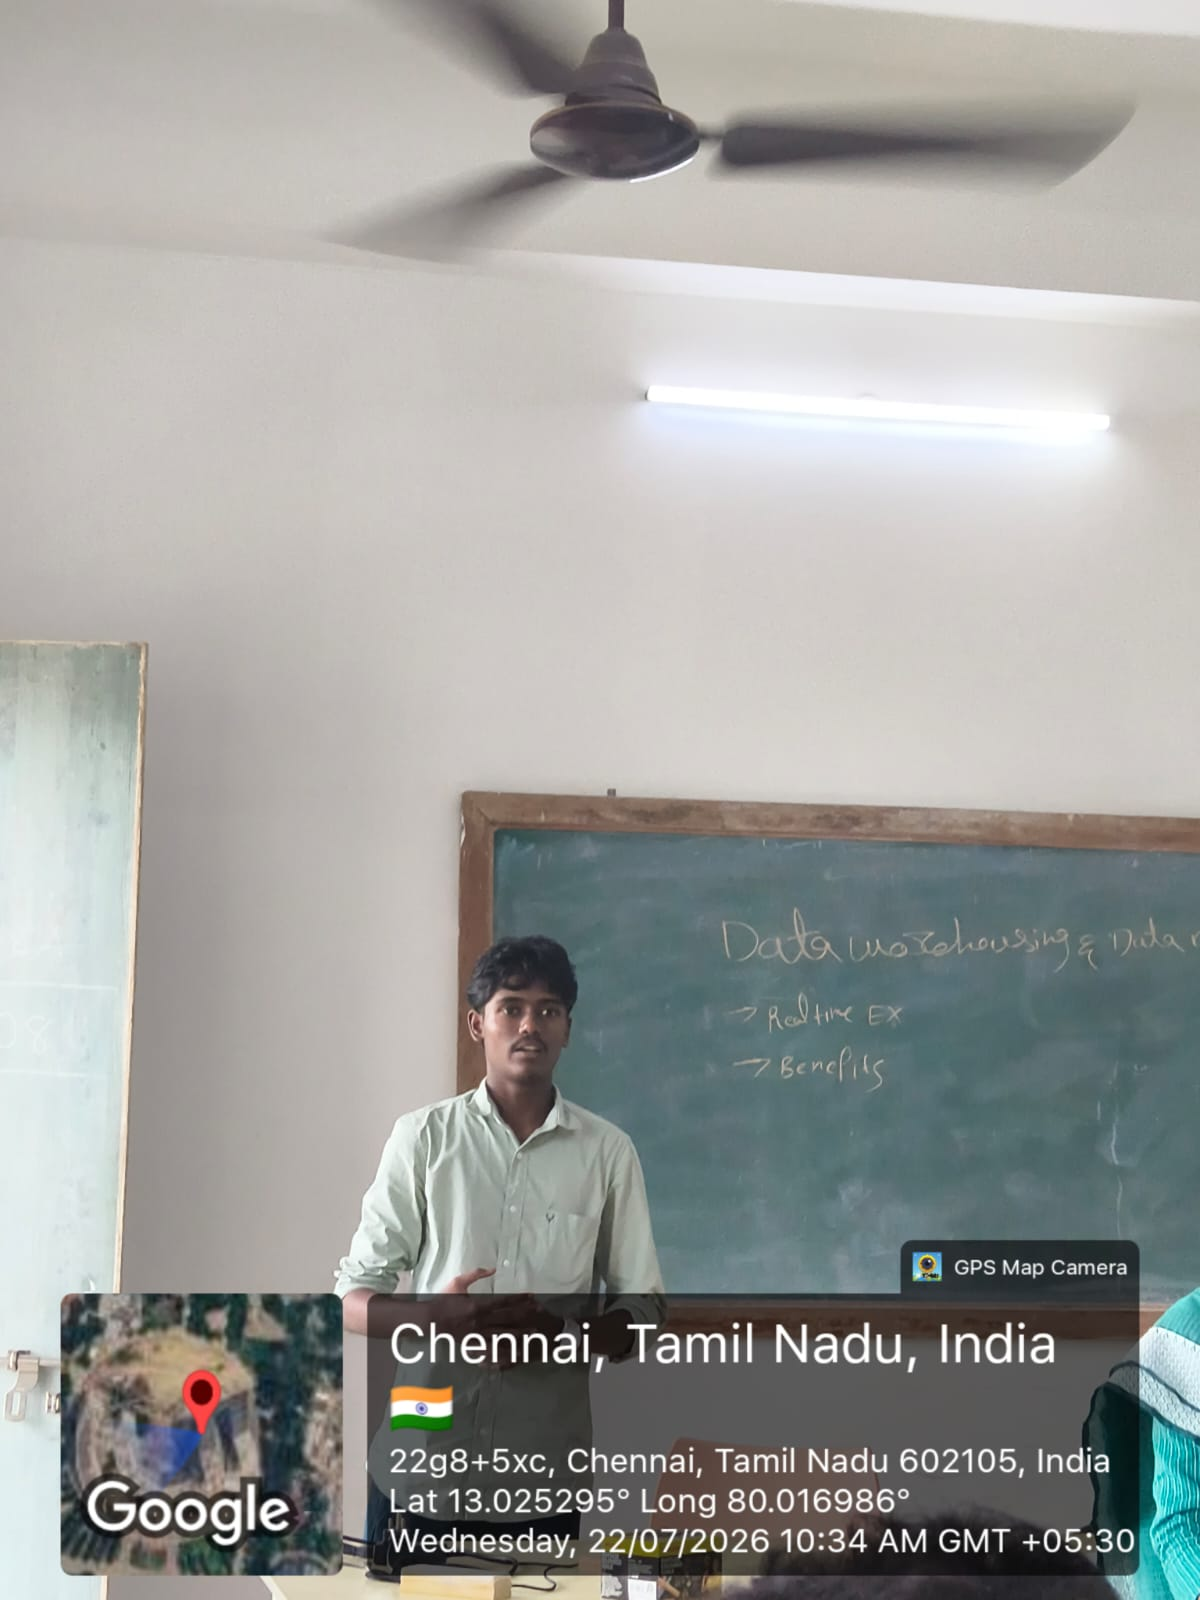 Data warehousing & Data
→ Realtime EX
→ Benefits
GPS Map Camera
Chennai, Tamil Nadu, India
22g8+5xc, Chennai, Tamil Nadu 602105, India
Lat 13.025295° Long 80.016986°
Wednesday, 22/07/2026 10:34 AM GMT +05:30
Google